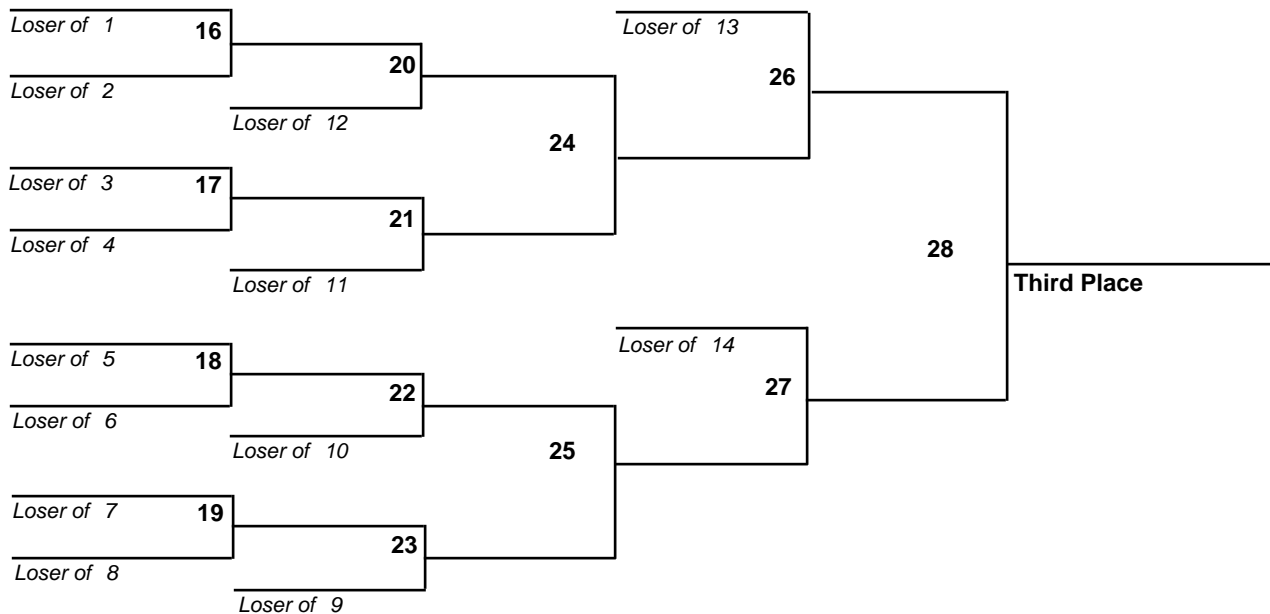 Loser of 1
16
Loser of 2
20
Loser of 12
Loser of 3
17
Loser of 4
21
Loser of 11
24
Loser of 13
26
28
Third Place
Loser of 5
18
Loser of 6
22
Loser of 10
Loser of 7
19
Loser of 8
23
Loser of 9
25
Loser of 14
27